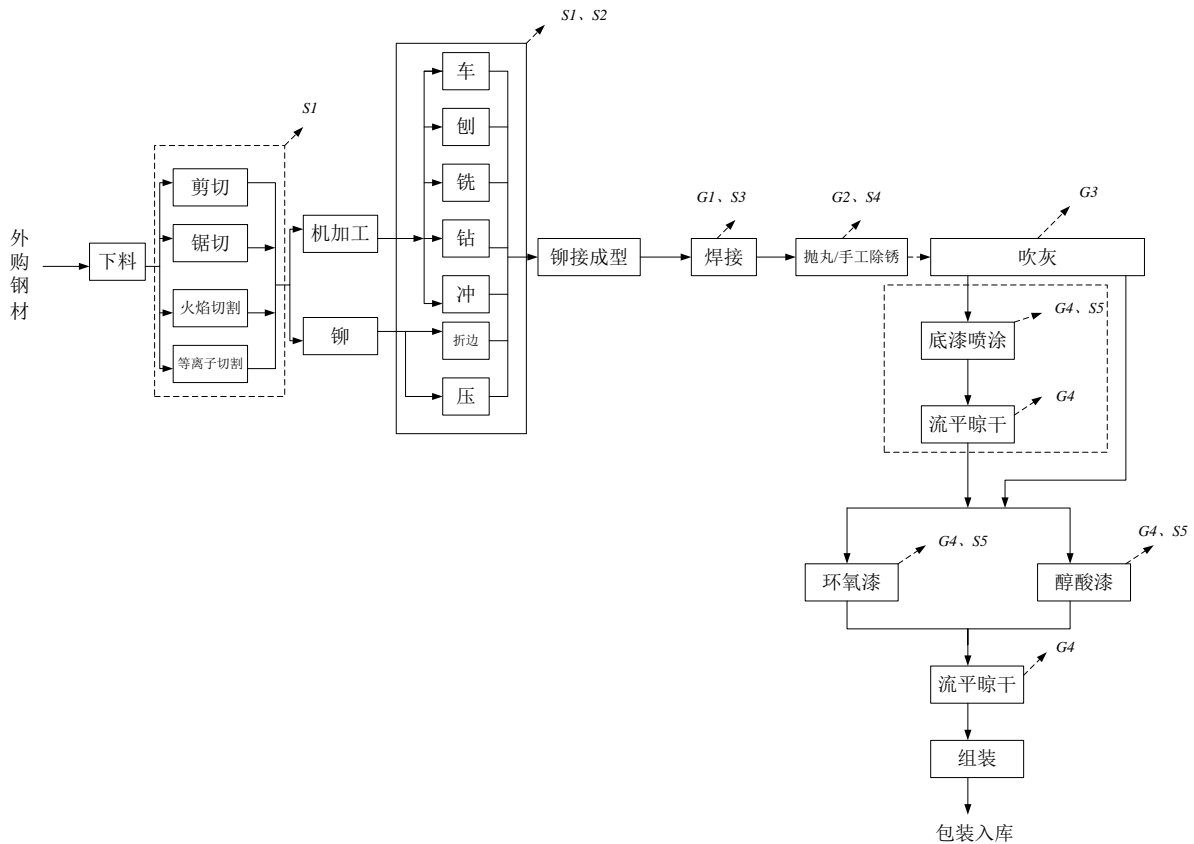 外购钢材
下料
S1
剪切
锯切
火焰切割
等离子切割
机加工
铆
S1、S2
车
刨
铣
钻
冲
折边
压
铆接成型
G1、S3
焊接
G2、S4
抛丸/手工除锈
G3
吹灰
G4、S5
底漆喷涂
G4
流平晾干
G4、S5
环氧漆
G4、S5
醇酸漆
G4
流平晾干
组装
包装入库